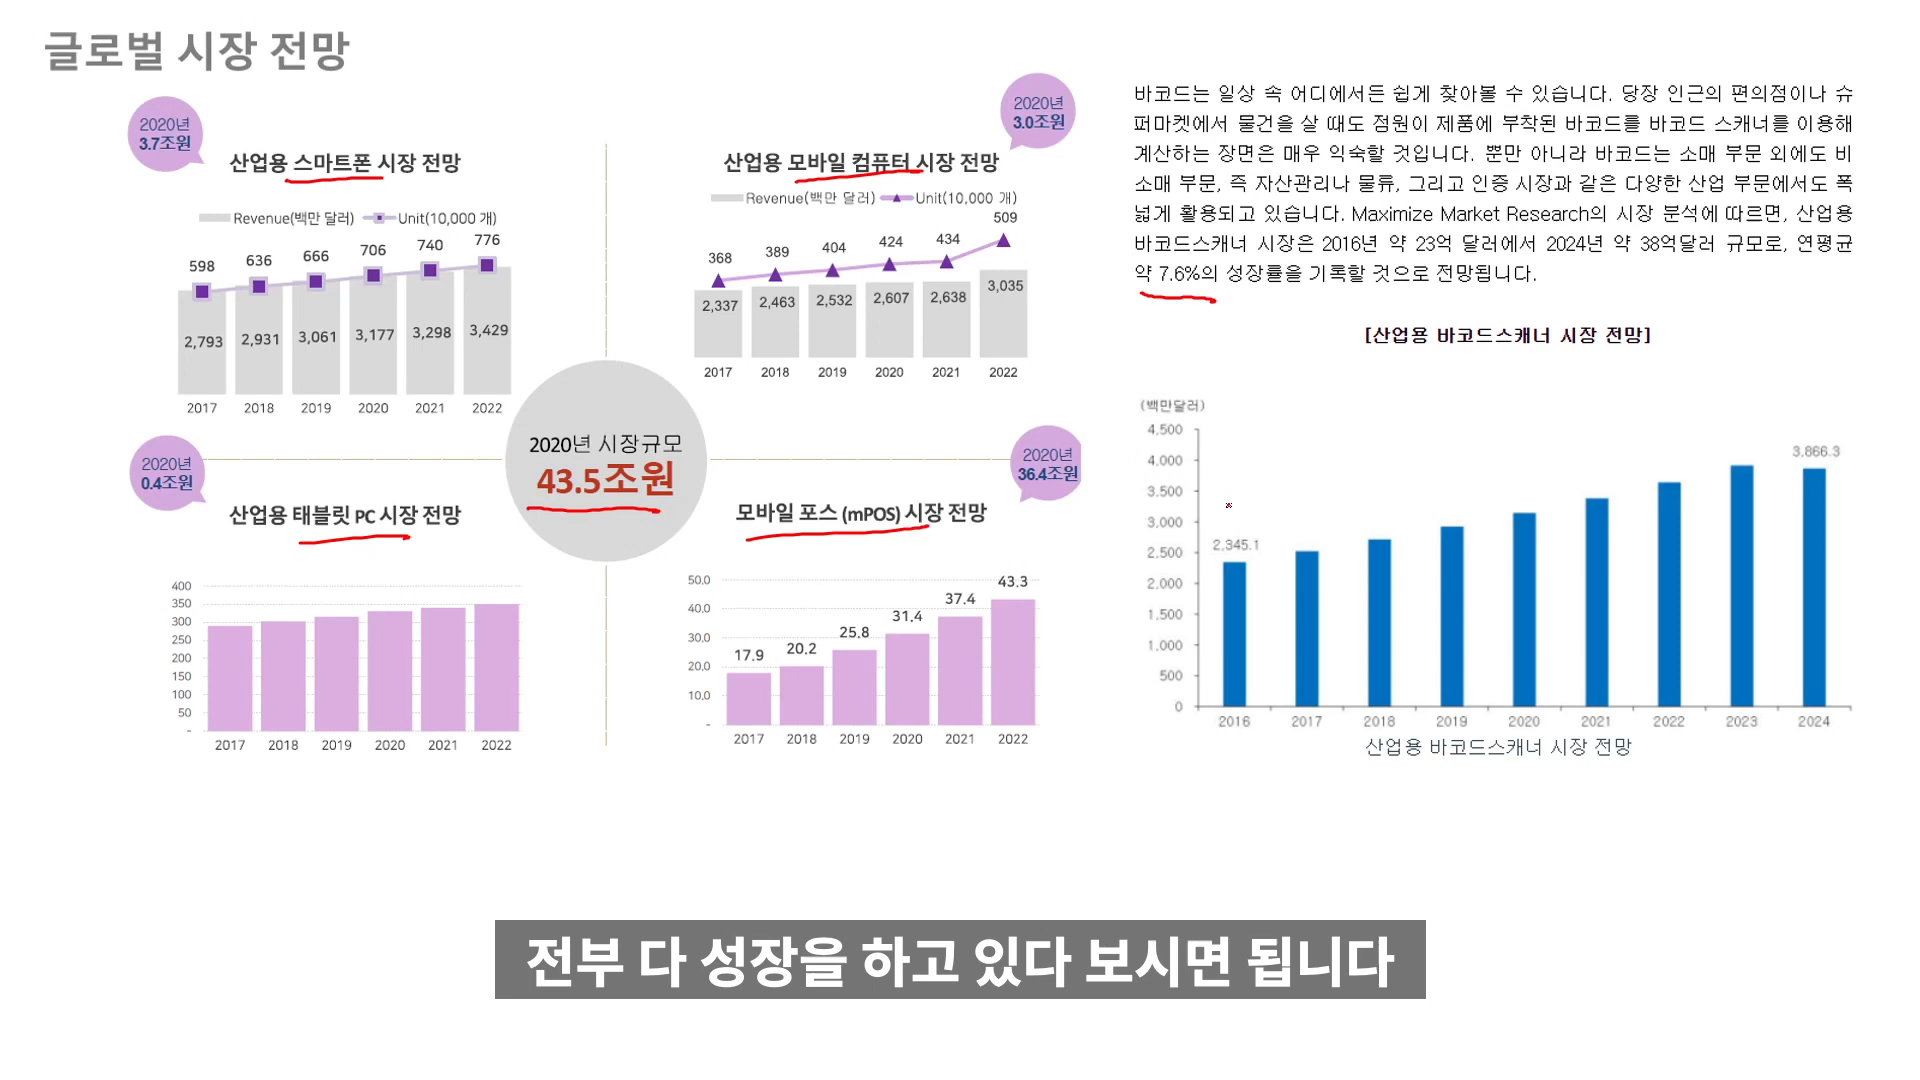 글로벌 시장 전망
2020년
3.7조원
산업용 스마트폰 시장 전망
Revenue(백만 달러) Unit(10,000 개)
598 636 666 706 740 776
2,793 2,931 3,061 3,177 3,298 3,429
2017 2018 2019 2020 2021 2022
2020년
3.0조원
산업용 모바일 컴퓨터 시장 전망
Revenue(백만 달러) Unit(10,000 개)
368 389 404 424 434 509
2,337 2,463 2,532 2,607 2,638 3,035
2017 2018 2019 2020 2021 2022
2020년 시장규모
43.5조원
2020년
0.4조원
산업용 태블릿 PC 시장 전망
400
350
300
250
200
150
100
50
-
2017 2018 2019 2020 2021 2022
2020년
36.4조원
모바일 포스 (mPOS) 시장 전망
50.0
40.0
30.0
20.0
10.0
-
17.9 20.2 25.8 31.4 37.4 43.3
2017 2018 2019 2020 2021 2022
바코드는 일상 속 어디에서든 쉽게 찾아볼 수 있습니다. 당장 인근의 편의점이나 슈
퍼마켓에서 물건을 살 때도 점원이 제품에 부착된 바코드를 바코드 스캐너를 이용해
계산하는 장면은 매우 익숙할 것입니다. 뿐만 아니라 바코드는 소매 부문 외에도 비
소매 부문, 즉 자산관리나 물류, 그리고 인증 시장과 같은 다양한 산업 부문에서도 폭
넓게 활용되고 있습니다. Maximize Market Research의 시장 분석에 따르면, 산업용
바코드스캐너 시장은 2016년 약 23억 달러에서 2024년 약 38억달러 규모로, 연평균
약 7.6%의 성장률을 기록할 것으로 전망됩니다.
[산업용 바코드스캐너 시장 전망]
(백만달러)
4,500
4,000
3,500
3,000
2,500
2,000
1,500
1,000
500
0
2,345.1 3,866.3
2016 2017 2018 2019 2020 2021 2022 2023 2024
산업용 바코드스캐너 시장 전망
전부 다 성장을 하고 있다 보시면 됩니다